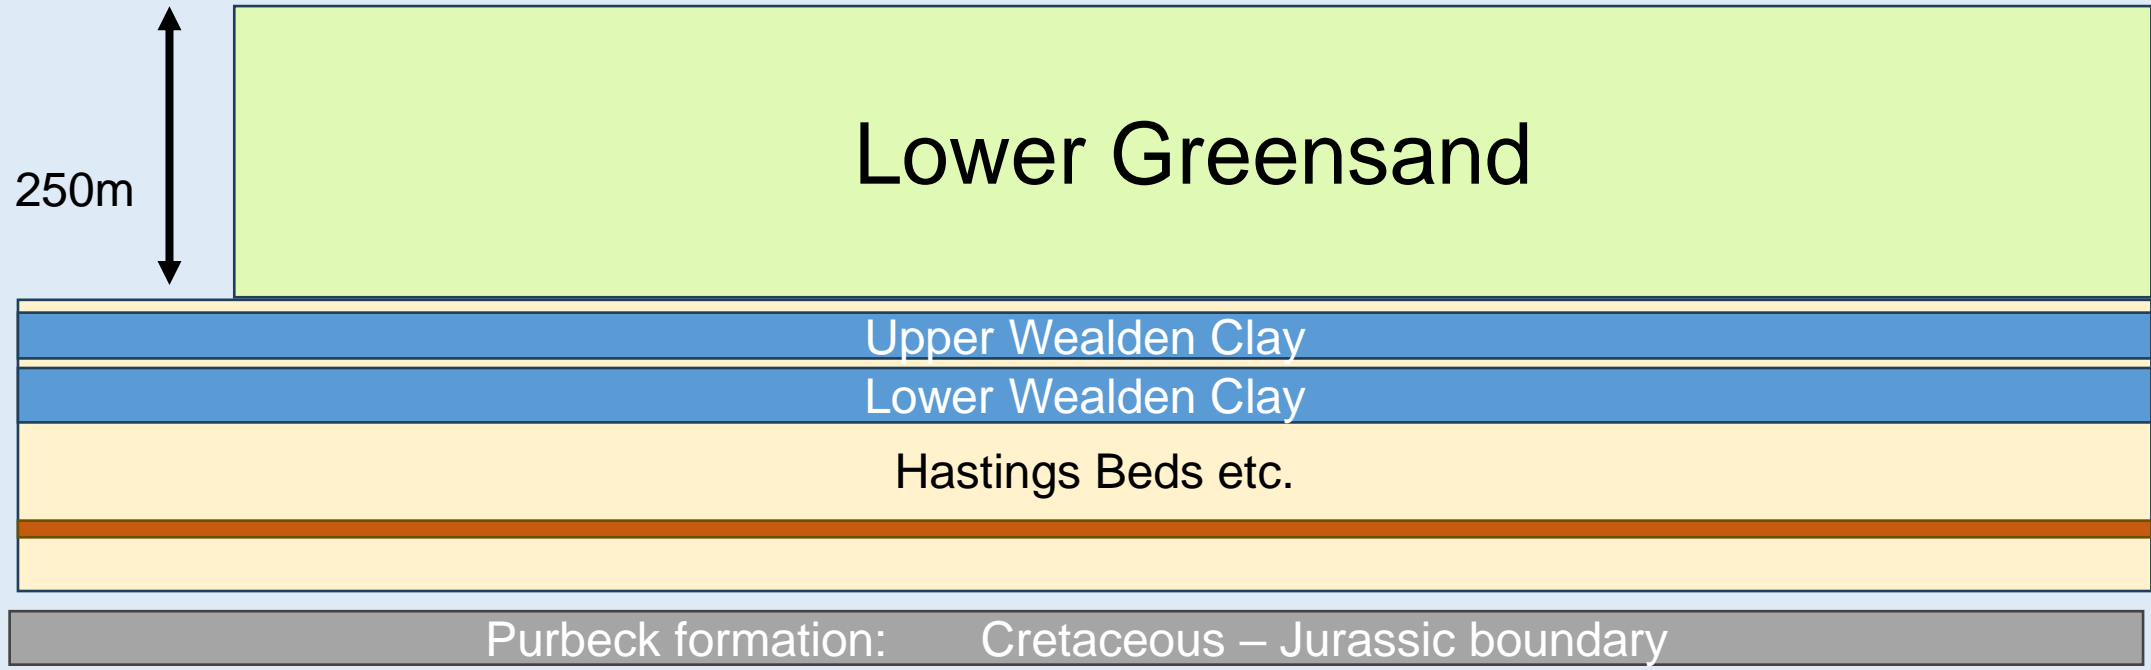 Lower Greensand
250m
Upper Wealden Clay
Lower Wealden Clay
Hastings Beds etc.
Purbeck formation: Cretaceous – Jurassic boundary